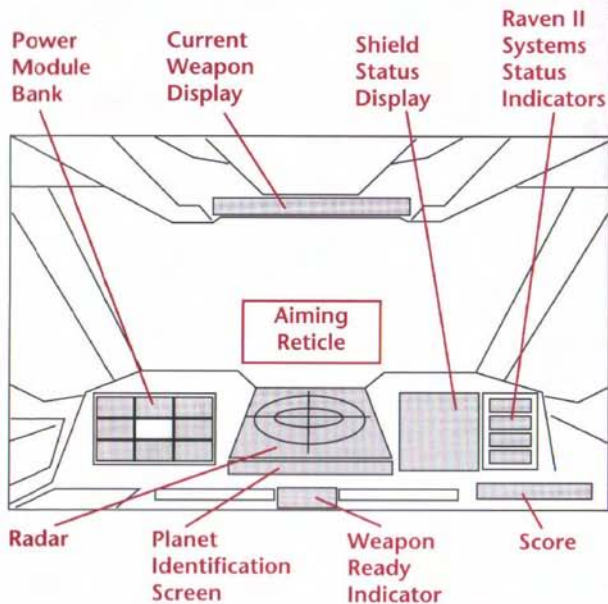 Power
Module
Bank
Current
Weapon
Display
Shield
Status
Display
Raven II
Systems
Status
Indicators
Aiming
Reticle
Radar
Planet
Identification
Screen
Weapon
Ready
Indicator
Score